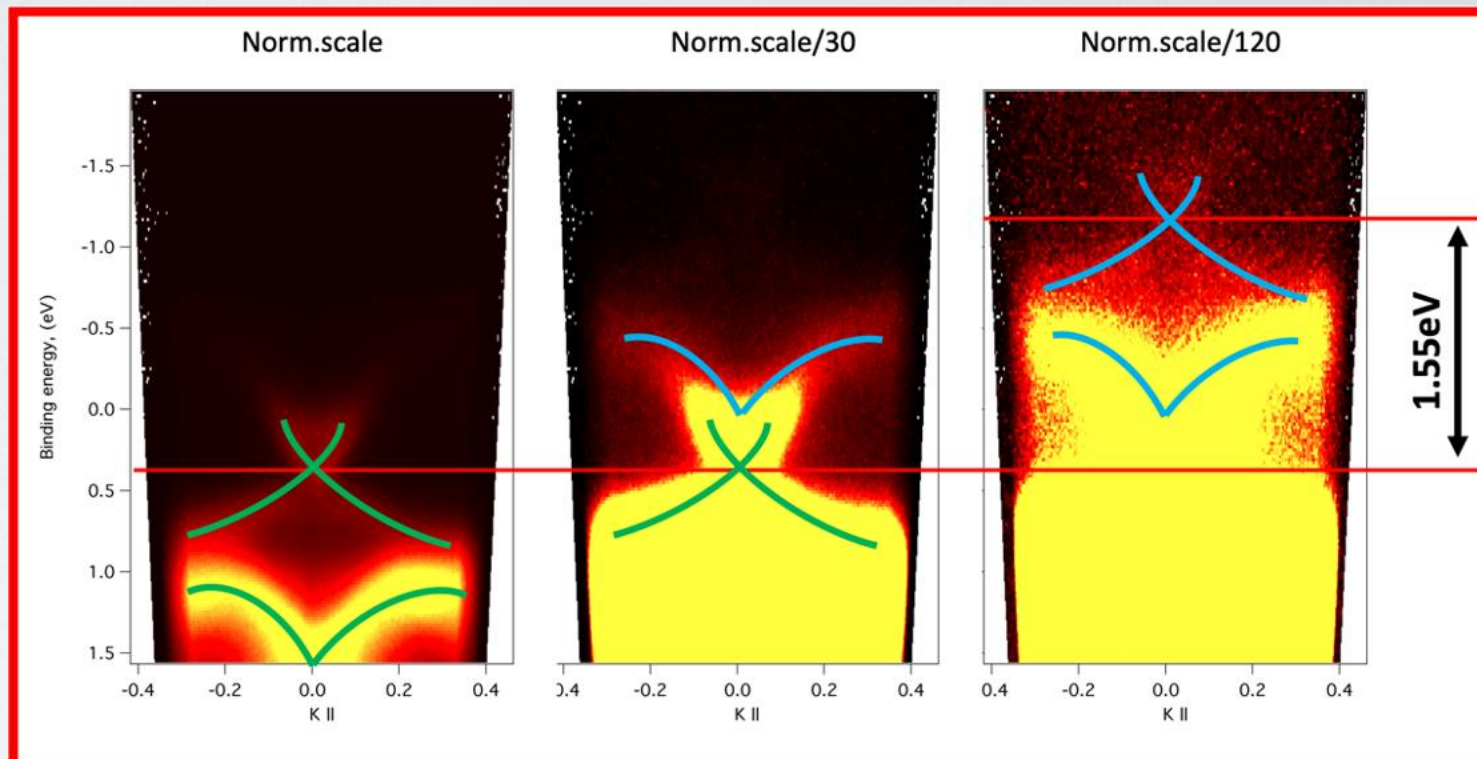 Norm.scale
Norm.scale/30
Norm.scale/120
Binding energy, (eV)
-1.5
-1.0
-0.5
0.0
0.5
1.0
1.5
-0.4 -0.2 0.0 0.2 0.4
K II
0.4 -0.2 0.0 0.2 0.4
K II
0.4 -0.2 0.0 0.2 0.4
K II
1.55eV